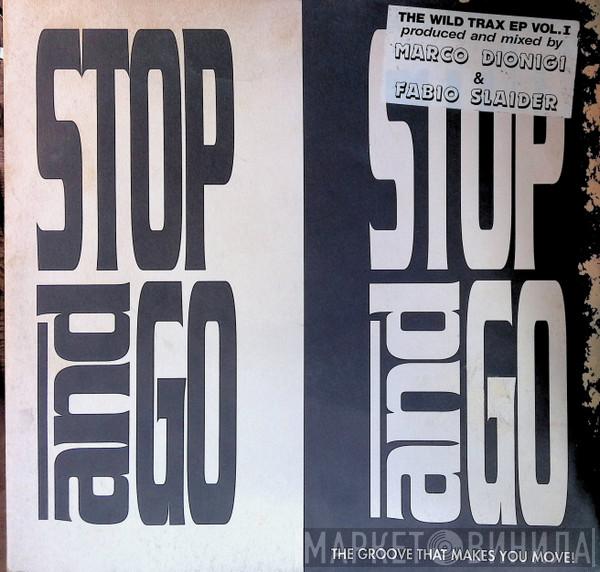 STOP
and GO
THE WILD TRAX EP VOL.I
produced and mixed by
MARCO DIONIGI
&
FABIO SLAIDER
STOP
and GO
THE GROOVE THAT MAKES YOU MOVE!
МАРКЕТ ВИНИЛА